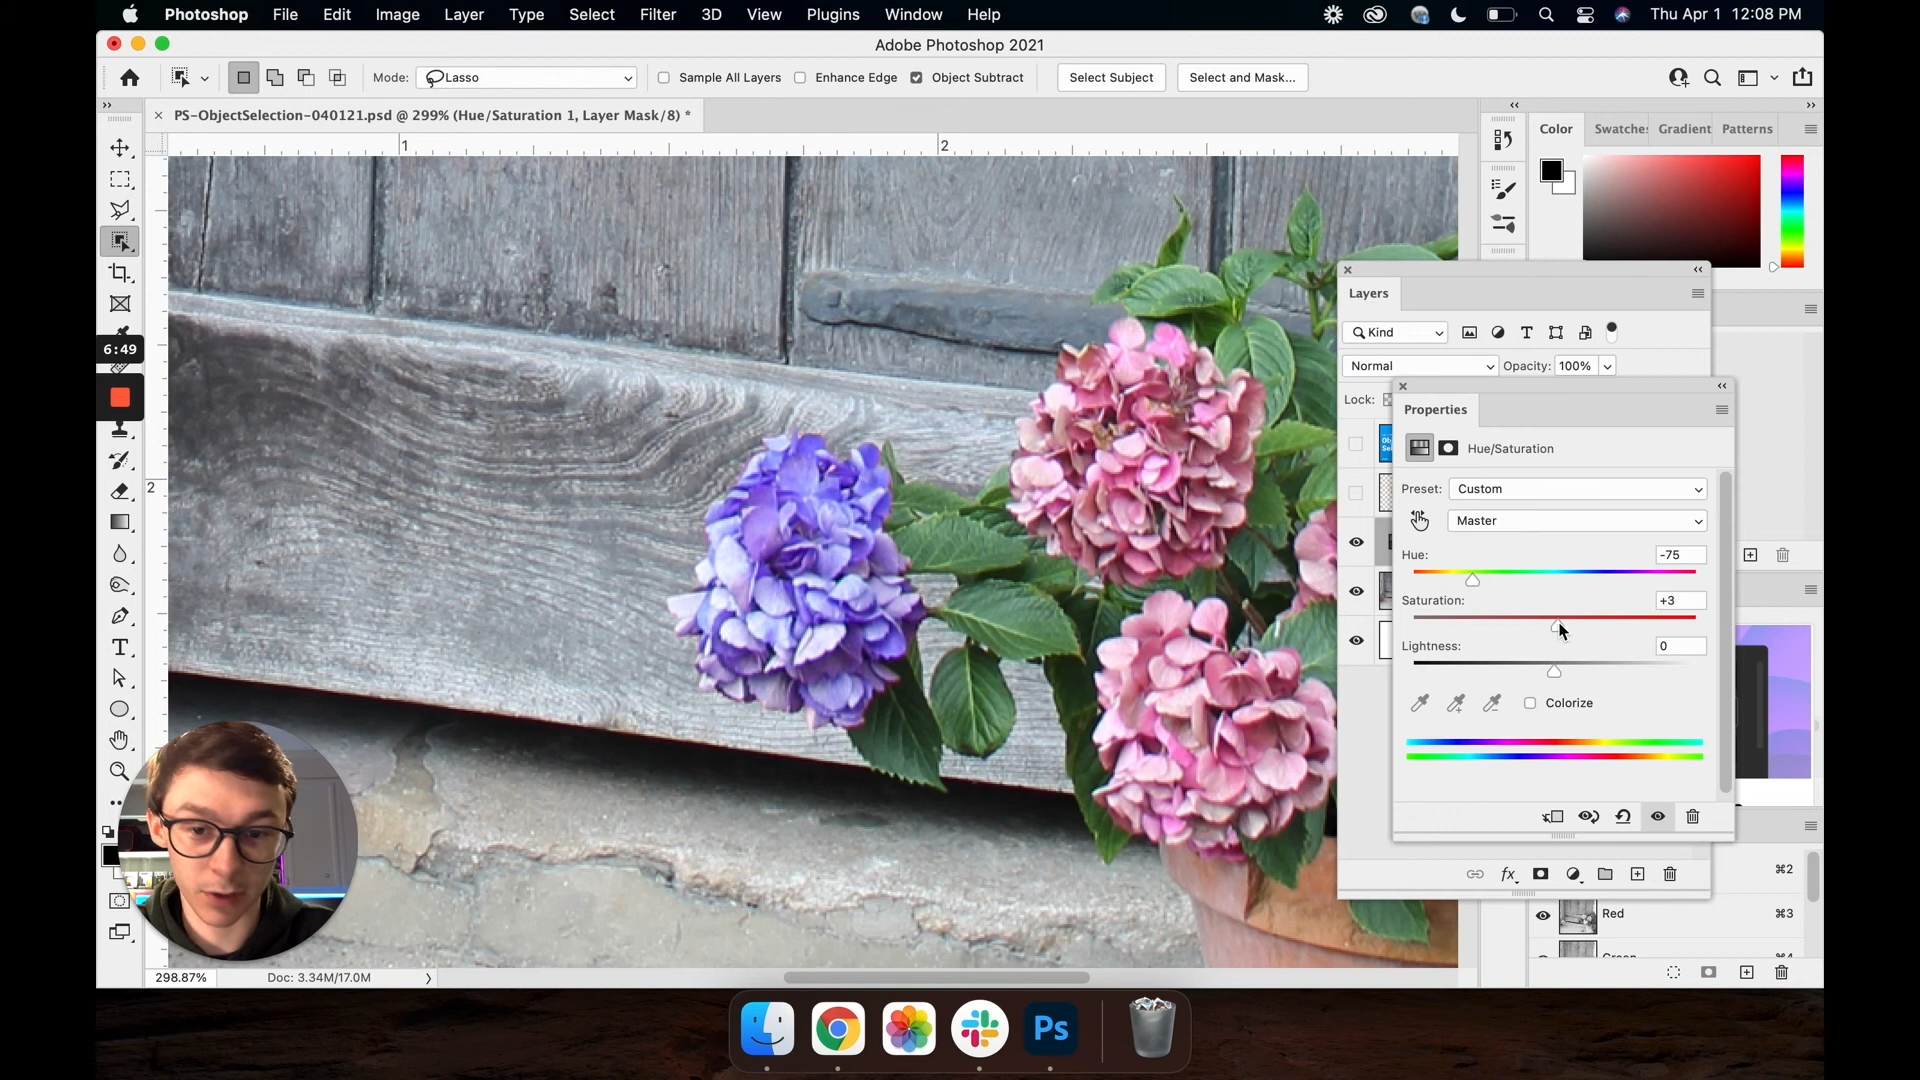 Photoshop File Edit Image Layer Type Select Filter 3D View Plugins Window Help Thu Apr 1 12:08 PM
Adobe Photoshop 2021
Mode: Lasso Sample All Layers Enhance Edge Object Subtract Select Subject Select and Mask...
PS-ObjectSelection-040121.psd @ 299% (Hue/Saturation 1, Layer Mask/8) *
Color Swatches Gradient Patterns
1 2
Layers
Kind
6:49
Normal Opacity: 100%
Lock:
Properties
Hue/Saturation
2
Preset: Custom
Master
Hue: -75
Saturation: +3
Lightness: 0
Colorize
fx
⌘2
Red ⌘3
298.87% Doc: 3.34M/17.0M
Ps